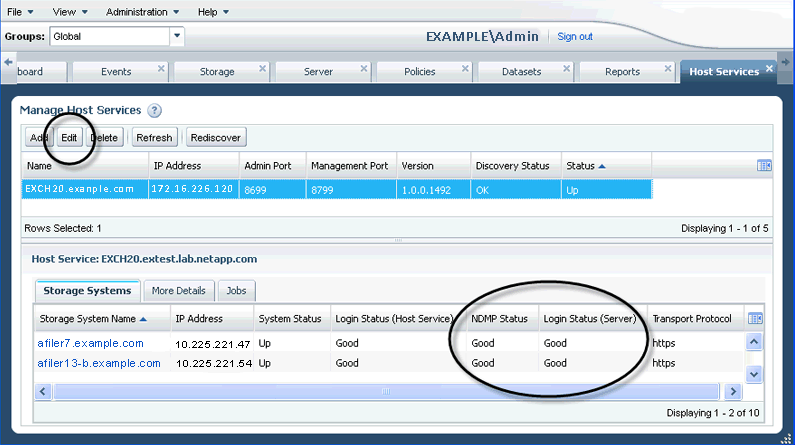 File View Administration Help
Groups: Global EXAMPLE\Admin Sign out
board Events Storage Server Policies Datasets Reports Host Services
Manage Host Services ?
Add Edit Delete Refresh Rediscover
Name IP Address Admin Port Management Port Version Discovery Status Status
EXCH20.example.com 172.16.226.120 8699 8799 1.0.0.1492 OK Up
Rows Selected: 1 Displaying 1 - 1 of 5
Host Service: EXCH20.extest.lab.netapp.com
Storage Systems More Details Jobs
Storage System Name IP Address System Status Login Status (Host Service) NDMP Status Login Status (Server) Transport Protocol
afiler7.example.com 10.225.221.47 Up Good Good Good https
afiler13-b.example.com 10.225.221.54 Up Good Good Good https
Displaying 1 - 2 of 10